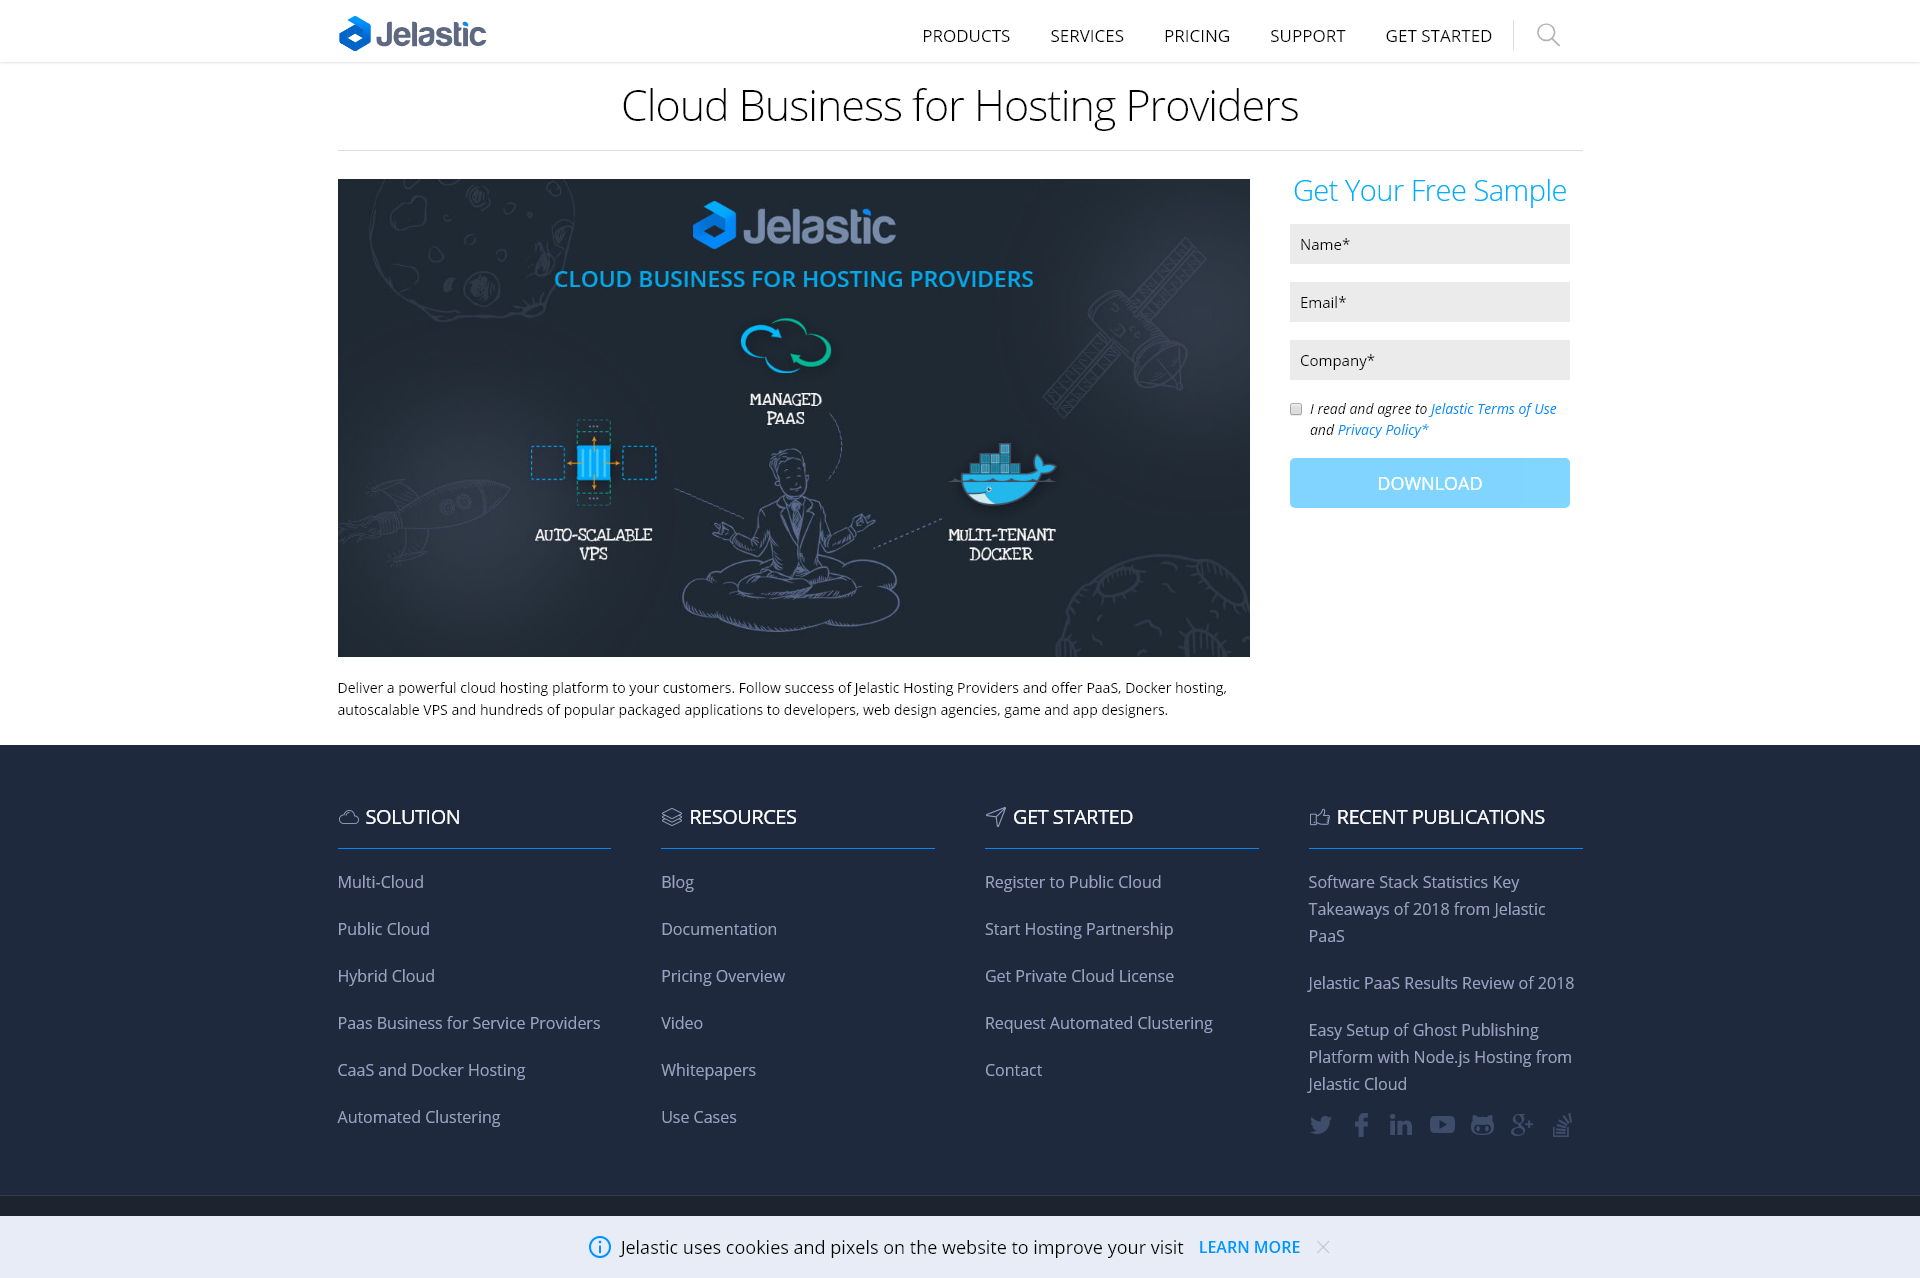 Jelastic
PRODUCTS
SERVICES
PRICING
SUPPORT
GET STARTED
Cloud Business for Hosting Providers
Jelastic
CLOUD BUSINESS FOR HOSTING PROVIDERS
MANAGED
PAAS
AUTO-SCALABLE
VPS
MULTI-TENANT
DOCKER
Get Your Free Sample
Name*
Email*
Company*
I read and agree to Jelastic Terms of Use
and Privacy Policy*
DOWNLOAD
Deliver a powerful cloud hosting platform to your customers. Follow success of Jelastic Hosting Providers and offer PaaS, Docker hosting,
autoscalable VPS and hundreds of popular packaged applications to developers, web design agencies, game and app designers.
SOLUTION
Multi-Cloud
Public Cloud
Hybrid Cloud
Paas Business for Service Providers
CaaS and Docker Hosting
Automated Clustering
RESOURCES
Blog
Documentation
Pricing Overview
Video
Whitepapers
Use Cases
GET STARTED
Register to Public Cloud
Start Hosting Partnership
Get Private Cloud License
Request Automated Clustering
Contact
RECENT PUBLICATIONS
Software Stack Statistics Key
Takeaways of 2018 from Jelastic
PaaS
Jelastic PaaS Results Review of 2018
Easy Setup of Ghost Publishing
Platform with Node.js Hosting from
Jelastic Cloud
Jelastic uses cookies and pixels on the website to improve your visit
LEARN MORE